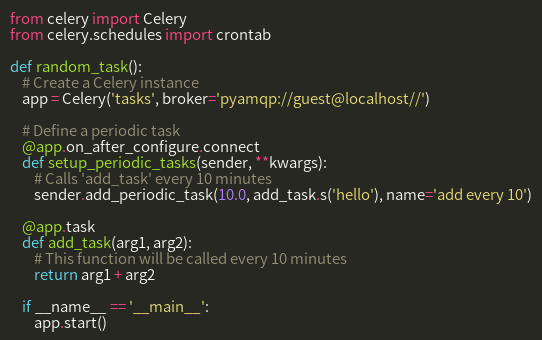 from celery import Celery
from celery.schedules import crontab

def random_task():
    # Create a Celery instance
    app = Celery('tasks', broker='pyamqp://guest@localhost//')

    # Define a periodic task
    @app.on_after_configure.connect
    def setup_periodic_tasks(sender, **kwargs):
        # Calls 'add_task' every 10 minutes
        sender.add_periodic_task(10.0, add_task.s('hello'), name='add every 10')

    @app.task
    def add_task(arg1, arg2):
        # This function will be called every 10 minutes
        return arg1 + arg2

    if __name__ == '__main__':
        app.start()